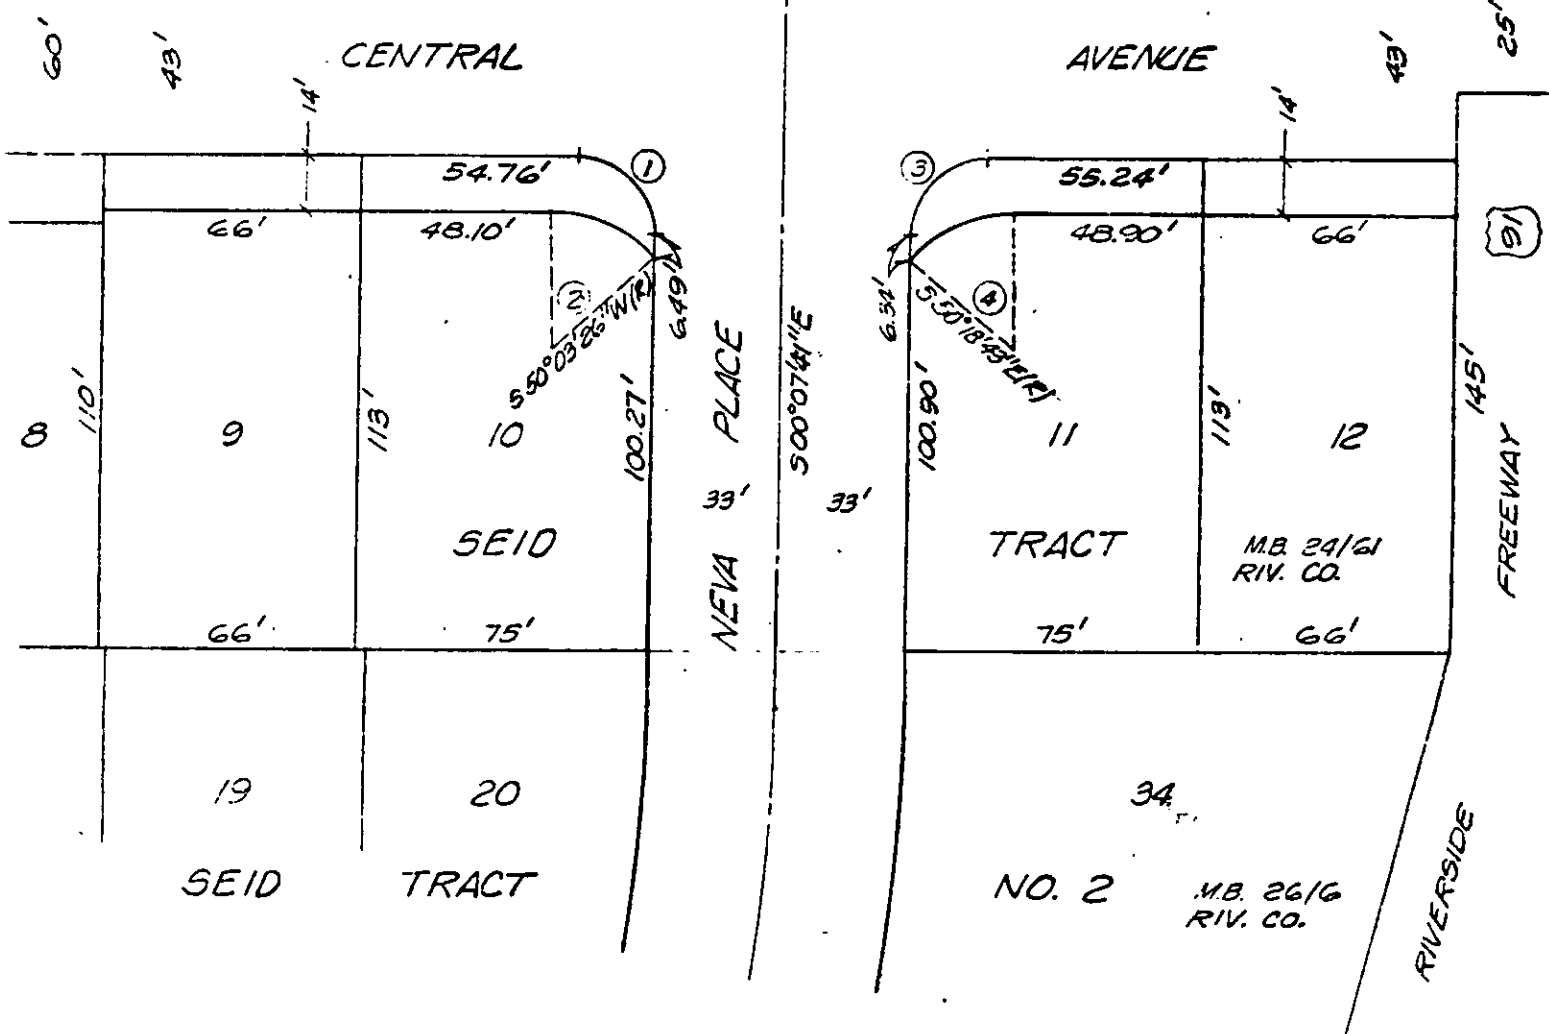 60'
43'
CENTRAL
AVENUE
43'
25'
14'
14'
54.76'
1
3
55.24'
66'
48.10'
48.90'
66'
91
2
S 50°03'26"W(R)
6.49'
6.34'
4
S 50°18'43"E(R)
S 00°07'41"E
110'
113'
100.27'
100.90'
113'
145'
8
9
10
11
12
NEVA PLACE
33'
33'
SEID
TRACT
M.B. 24/61
RIV. CO.
FREEWAY
66'
75'
75'
66'
19
20
34
SEID TRACT
NO. 2
M.B. 26/6
RIV. CO.
RIVERSIDE